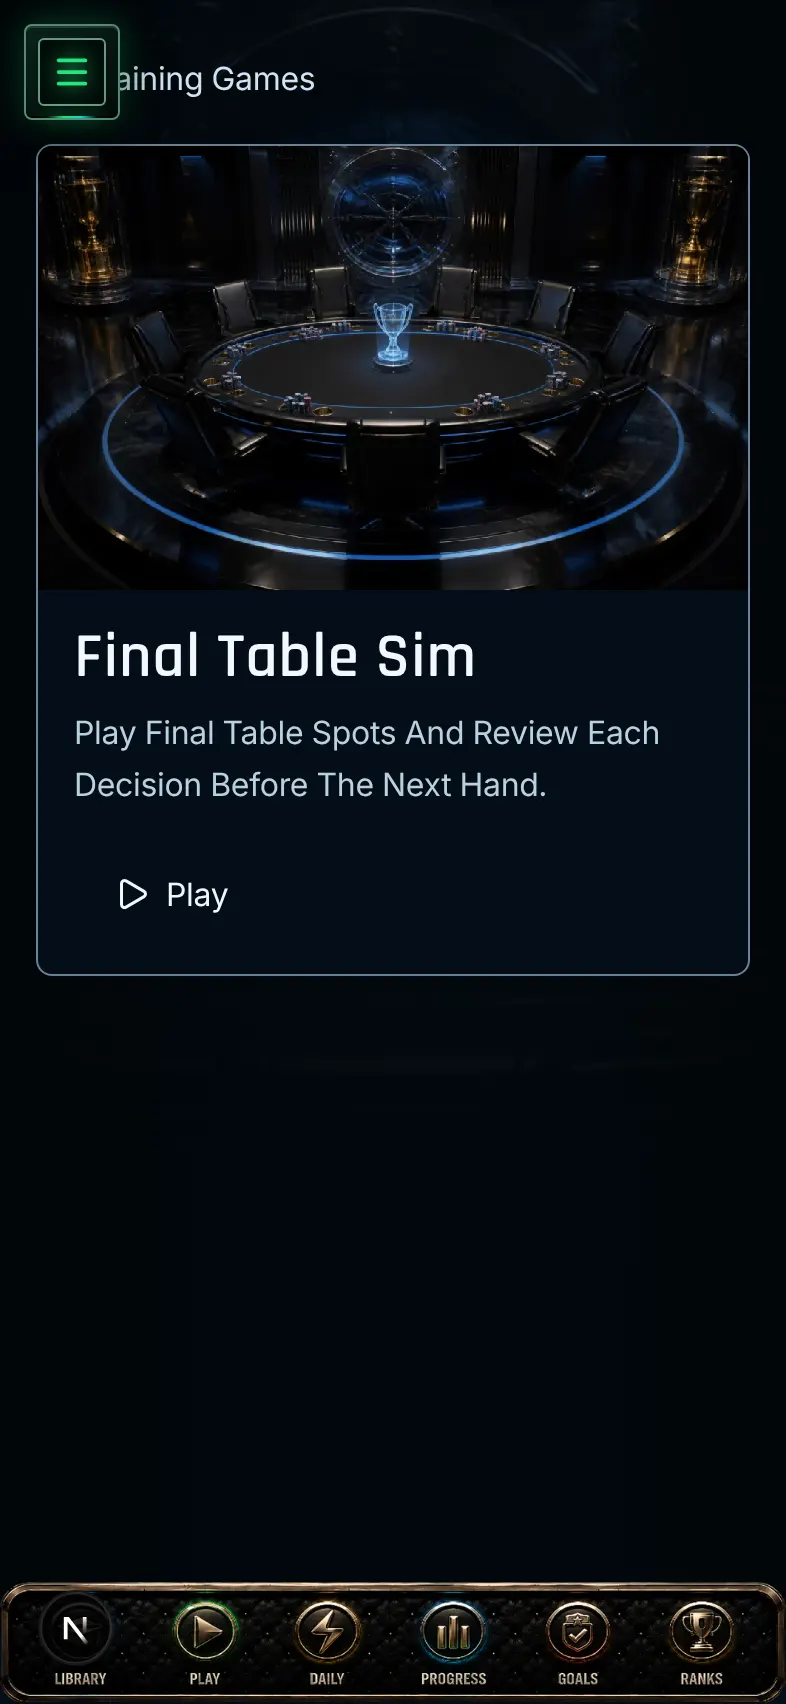 aining Games
Final Table Sim
Play Final Table Spots And Review Each
Decision Before The Next Hand.
Play
N
LIBRARY PLAY DAILY PROGRESS GOALS RANKS